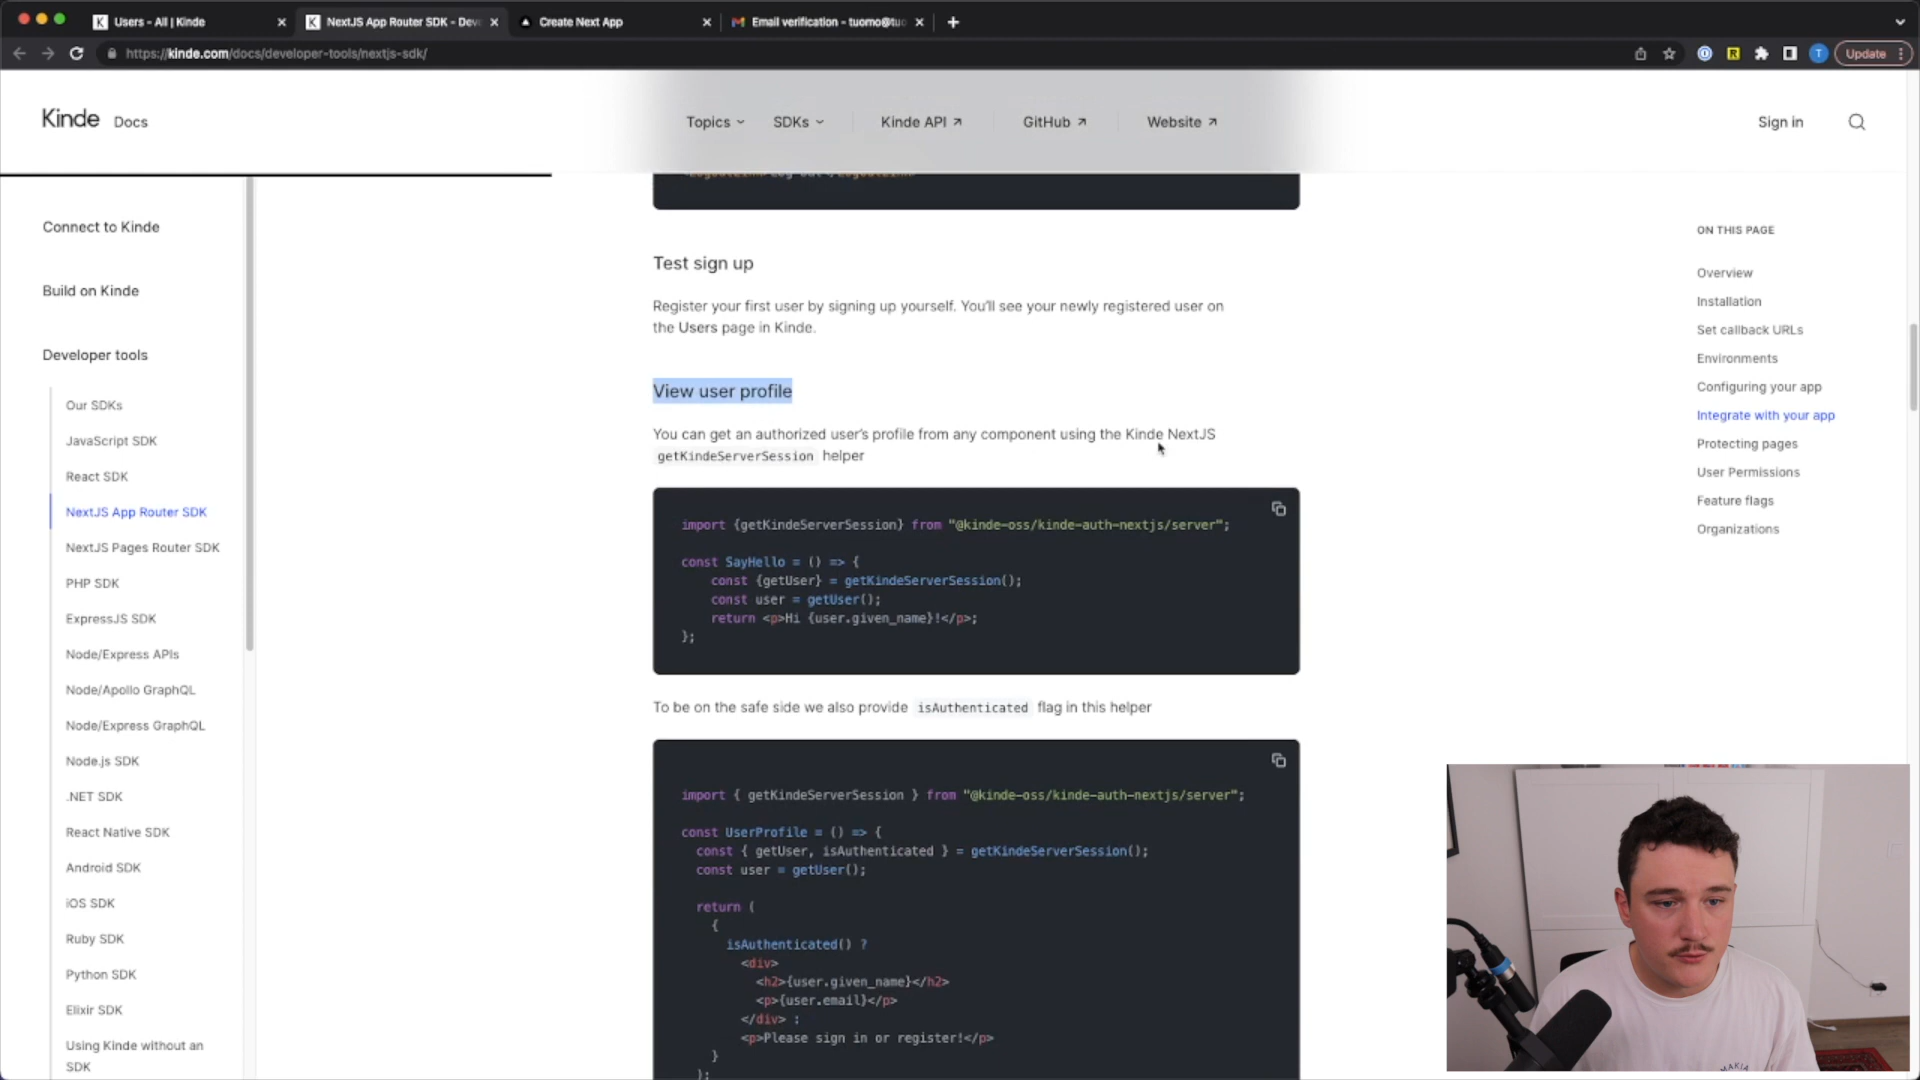 Users - All | Kinde
NextJS App Router SDK - Dev
Create Next App
Email verification - tuomo@tuo
https://kinde.com/docs/developer-tools/nextjs-sdk/
Update
Kinde Docs
Topics
SDKs
Kinde API ↗
GitHub ↗
Website ↗
Sign in
Connect to Kinde
Build on Kinde
Developer tools
Our SDKs
JavaScript SDK
React SDK
NextJS App Router SDK
NextJS Pages Router SDK
PHP SDK
ExpressJS SDK
Node/Express APIs
Node/Apollo GraphQL
Node/Express GraphQL
Node.js SDK
.NET SDK
React Native SDK
Android SDK
iOS SDK
Ruby SDK
Python SDK
Elixir SDK
Using Kinde without an
SDK
Test sign up
Register your first user by signing up yourself. You'll see your newly registered user on
the Users page in Kinde.
View user profile
You can get an authorized user's profile from any component using the Kinde NextJS
getKindeServerSession helper
import {getKindeServerSession} from "@kinde-oss/kinde-auth-nextjs/server";
const SayHello = () => {
const {getUser} = getKindeServerSession();
const user = getUser();
return <p>Hi {user.given_name}!</p>;
};
To be on the safe side we also provide isAuthenticated flag in this helper
import { getKindeServerSession } from "@kinde-oss/kinde-auth-nextjs/server";
const UserProfile = () => {
const { getUser, isAuthenticated } = getKindeServerSession();
const user = getUser();
return (
{
isAuthenticated() ?
<div>
<h2>{user.given_name}</h2>
<p>{user.email}</p>
</div> :
<p>Please sign in or register!</p>
}
);
ON THIS PAGE
Overview
Installation
Set callback URLs
Environments
Configuring your app
Integrate with your app
Protecting pages
User Permissions
Feature flags
Organizations
MAKIA